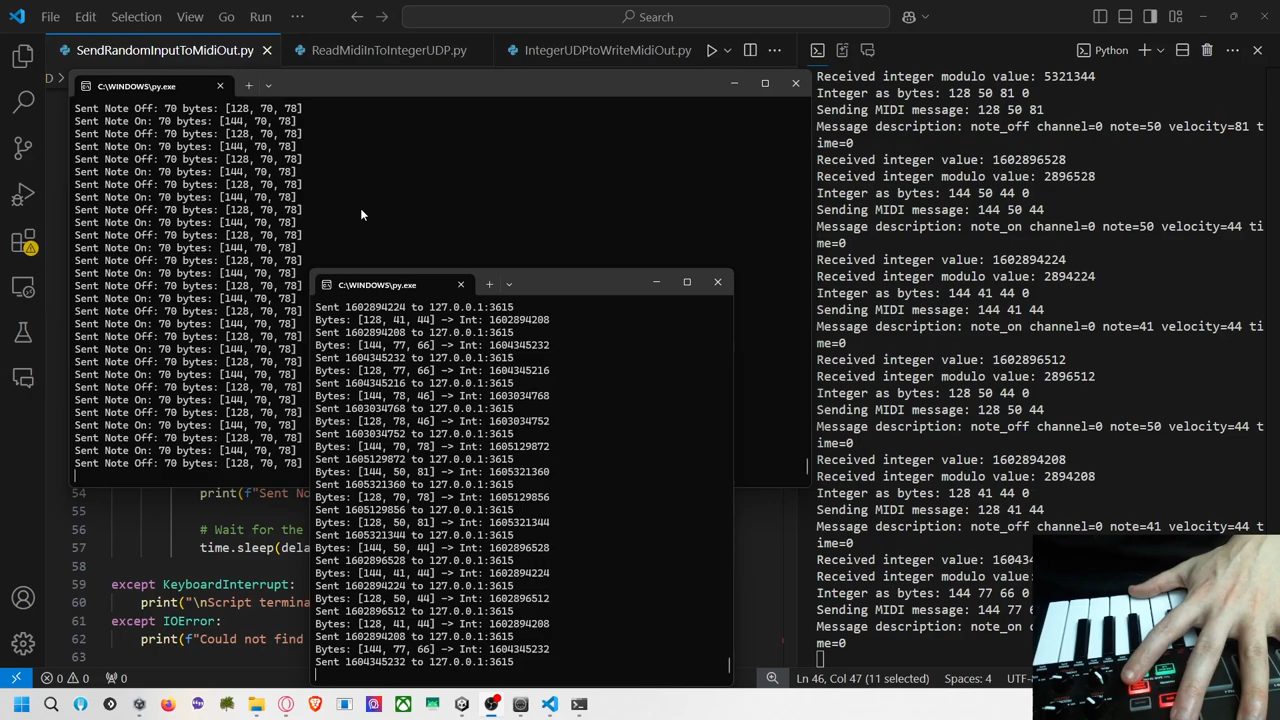 File Edit Selection View Go Run ··· Search
SendRandomInputToMidiOut.py ReadMidiInToIntegerUDP.py IntegerUDPtoWriteMidiOut.py Python
D >
C:\WINDOWS\py.exe
Sent Note Off: 70 bytes: [128, 70, 78]
Sent Note On: 70 bytes: [144, 70, 78]
Sent Note Off: 70 bytes: [128, 70, 78]
Sent Note On: 70 bytes: [144, 70, 78]
Sent Note Off: 70 bytes: [128, 70, 78]
Sent Note On: 70 bytes: [144, 70, 78]
Sent Note Off: 70 bytes: [128, 70, 78]
Sent Note On: 70 bytes: [144, 70, 78]
Sent Note Off: 70 bytes: [128, 70, 78]
Sent Note On: 70 bytes: [144, 70, 78]
Sent Note Off: 70 bytes: [128, 70, 78]
Sent Note On: 70 bytes: [144, 70, 78]
Sent Note Off: 70 bytes: [128, 70, 78]
Sent Note On: 70 bytes: [144, 70, 78]
Sent Note Off: 70 bytes: [128, 70, 78]
Sent Note On: 70 bytes: [144, 70, 78]
Sent Note Off: 70 bytes: [128, 70, 78]
Sent Note On: 70 bytes: [144, 70, 78]
Sent Note Off: 70 bytes: [128, 70, 78]
Sent Note On: 70 bytes: [144, 70, 78]
Sent Note Off: 70 bytes: [128, 70, 78]
Sent Note On: 70 bytes: [144, 70, 78]
Sent Note Off: 70 bytes: [128, 70, 78]
Sent Note On: 70 bytes: [144, 70, 78]
Sent Note Off: 70 bytes: [128, 70, 78]
Sent Note On: 70 bytes: [144, 70, 78]
Sent Note Off: 70 bytes: [128, 70, 78]
Sent Note On: 70 bytes: [144, 70, 78]
Sent Note Off: 70 bytes: [128, 70, 78]
C:\WINDOWS\py.exe
Sent 1602894224 to 127.0.0.1:3615
Bytes: [128, 41, 44] -> Int: 1602894208
Sent 1602894208 to 127.0.0.1:3615
Bytes: [144, 77, 66] -> Int: 1604345232
Sent 1604345232 to 127.0.0.1:3615
Bytes: [128, 77, 66] -> Int: 1604345216
Sent 1604345216 to 127.0.0.1:3615
Bytes: [144, 78, 46] -> Int: 1603034768
Sent 1603034768 to 127.0.0.1:3615
Bytes: [128, 78, 46] -> Int: 1603034752
Sent 1603034752 to 127.0.0.1:3615
Bytes: [144, 70, 78] -> Int: 1605129872
Sent 1605129872 to 127.0.0.1:3615
Bytes: [144, 50, 81] -> Int: 1605321360
Sent 1605321360 to 127.0.0.1:3615
Bytes: [128, 70, 78] -> Int: 1605129856
Sent 1605129856 to 127.0.0.1:3615
Bytes: [128, 50, 81] -> Int: 1605321344
Sent 1605321344 to 127.0.0.1:3615
Bytes: [144, 50, 44] -> Int: 1602896528
Sent 1602896528 to 127.0.0.1:3615
Bytes: [144, 41, 44] -> Int: 1602894224
Sent 1602894224 to 127.0.0.1:3615
Bytes: [128, 50, 44] -> Int: 1602896512
Sent 1602896512 to 127.0.0.1:3615
Bytes: [128, 41, 44] -> Int: 1602894208
Sent 1602894208 to 127.0.0.1:3615
Bytes: [144, 77, 66] -> Int: 1604345232
Sent 1604345232 to 127.0.0.1:3615
54 print(f"Sent No
55
56 # Wait for the
57 time.sleep(dela
58
59 except KeyboardInterrupt:
60 print("\nScript termina
61 except IOError:
62 print(f"Could not find
63
Received integer modulo value: 5321344
Integer as bytes: 128 50 81 0
Sending MIDI message: 128 50 81
Message description: note_off channel=0 note=50 velocity=81 t
ime=0
Received integer value: 1602896528
Received integer modulo value: 2896528
Integer as bytes: 144 50 44 0
Sending MIDI message: 144 50 44
Message description: note_on channel=0 note=50 velocity=44 ti
me=0
Received integer value: 1602894224
Received integer modulo value: 2894224
Integer as bytes: 144 41 44 0
Sending MIDI message: 144 41 44
Message description: note_on channel=0 note=41 velocity=44 ti
me=0
Received integer value: 1602896512
Received integer modulo value: 2896512
Integer as bytes: 128 50 44 0
Sending MIDI message: 128 50 44
Message description: note_off channel=0 note=50 velocity=44 t
ime=0
Received integer value: 1602894208
Received integer modulo value: 2894208
Integer as bytes: 128 41 44 0
Sending MIDI message: 128 41 44
Message description: note_off channel=0 note=41 velocity=44 t
ime=0
Received integer value: 16043
Received integer modulo value:
Integer as bytes: 144 77 66 0
Sending MIDI message: 144 77 6
Message description: note_on c
me=0
0 0 0 Ln 46, Col 47 (11 selected) Spaces: 4 UTF-